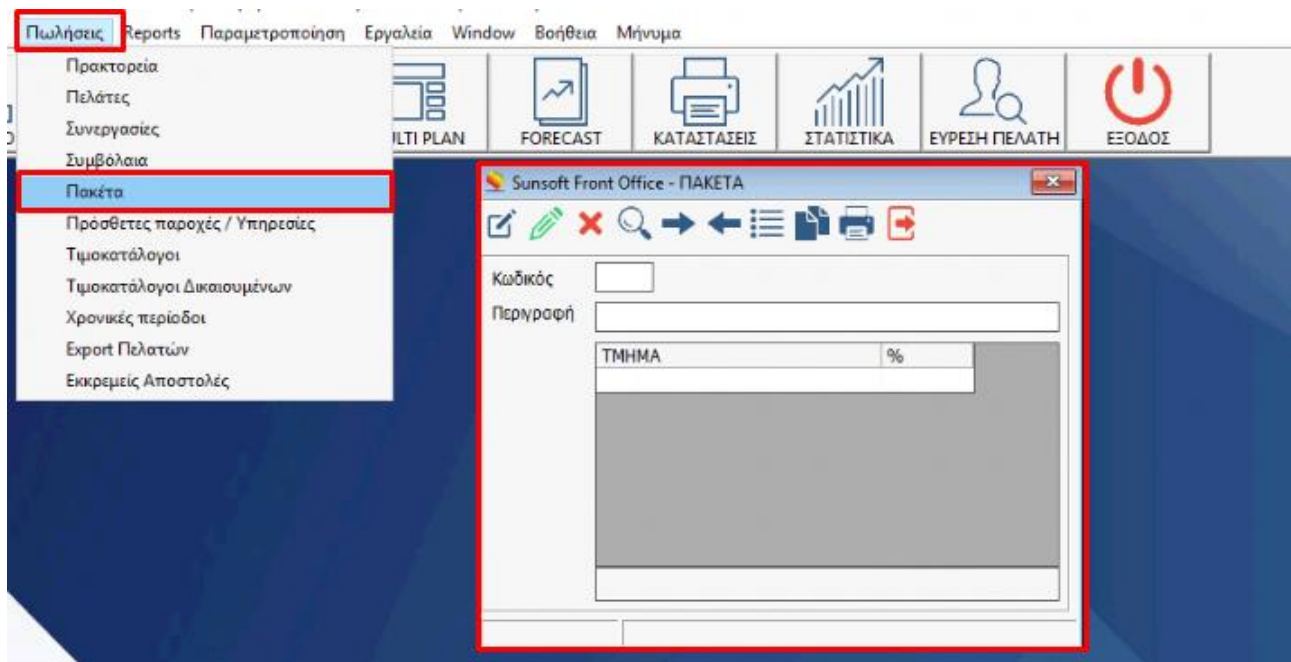 Πωλήσεις Reports Παραμετροποίηση Εργαλεία Window Βοήθεια Μήνυμα
Πρακτορεία
Πελάτες
Συνεργασίες
Συμβόλαια
Πακέτα
Πρόσθετες παροχές / Υπηρεσίες
Τιμοκατάλογοι
Τιμοκατάλογοι Δικαιουμένων
Χρονικές περίοδοι
Export Πελατών
Εκκρεμείς Αποστολές
LTI PLAN FORECAST ΚΑΤΑΣΤΑΣΕΙΣ ΣΤΑΤΙΣΤΙΚΑ ΕΥΡΕΣΗ ΠΕΛΑΤΗ ΕΞΟΔΟΣ
Sunsoft Front Office - ΠΑΚΕΤΑ
Κωδικός
Περιγραφή
ΤΜΗΜΑ %